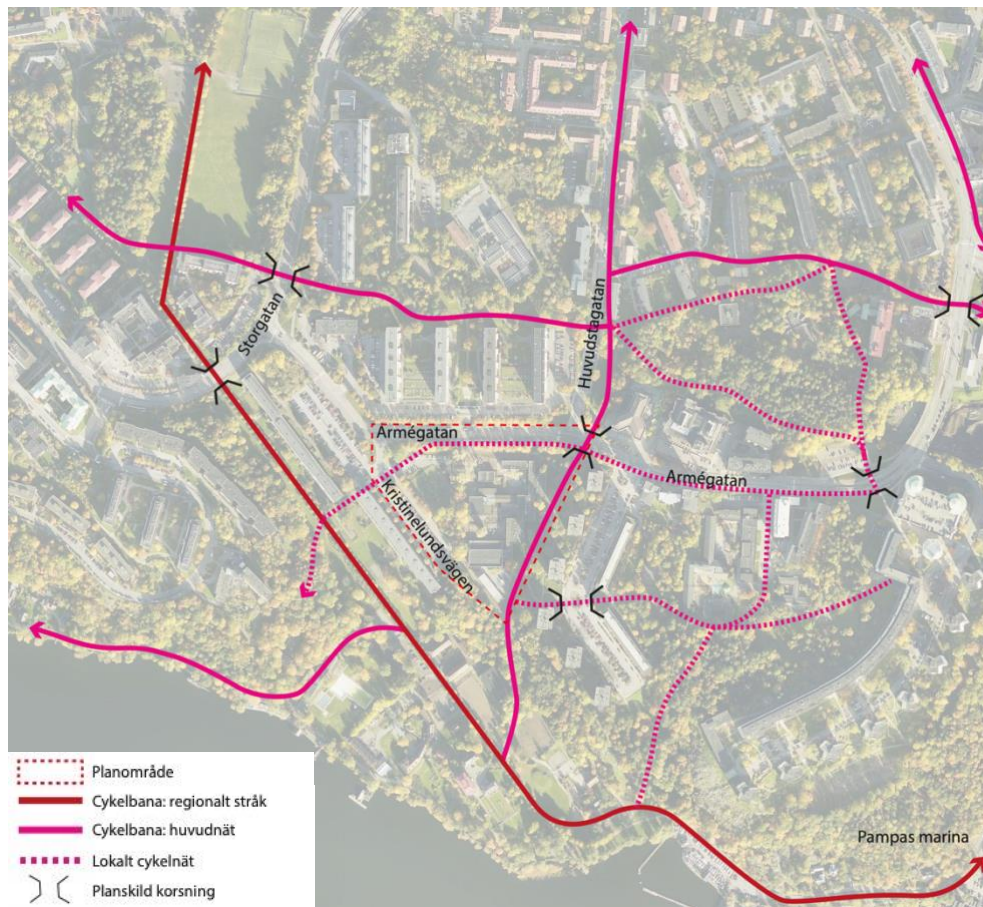 Storgatan
Huvudstagatan
Armégatan
Armégatan
Kristinelundsvägen
Planområde
Cykelbana: regionalt stråk
Cykelbana: huvudnät
Lokalt cykelnät
Planskild korsning
Pampas marina